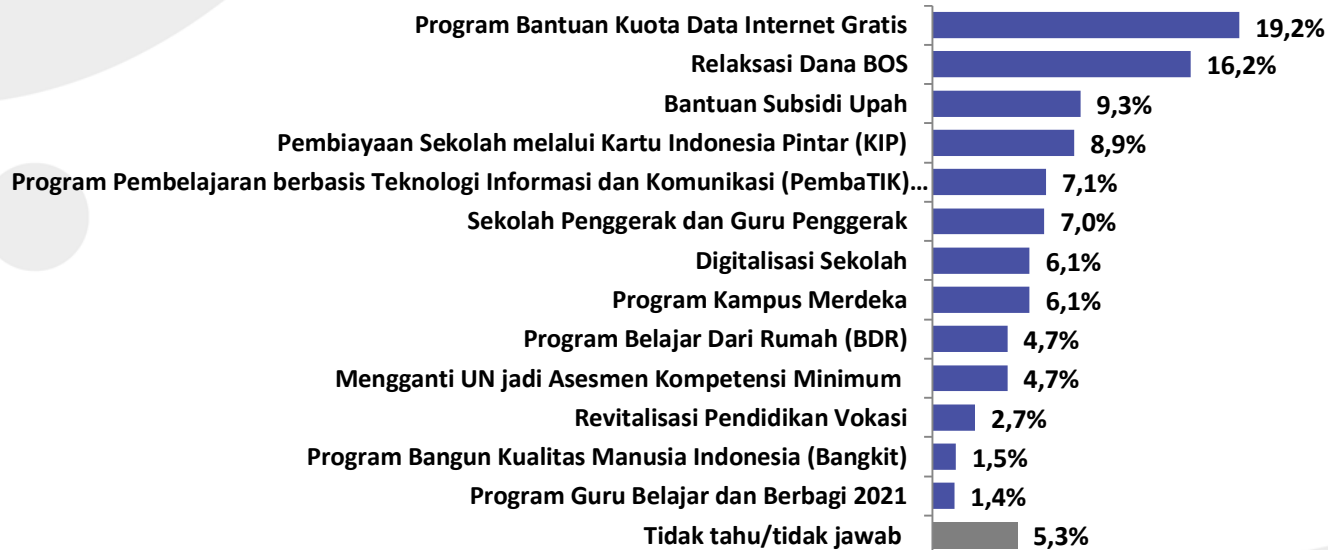 Program Bantuan Kuota Data Internet Gratis 19,2%
Relaksasi Dana BOS 16,2%
Bantuan Subsidi Upah 9,3%
Pembiayaan Sekolah melalui Kartu Indonesia Pintar (KIP) 8,9%
Program Pembelajaran berbasis Teknologi Informasi dan Komunikasi (PembaTIK)... 7,1%
Sekolah Penggerak dan Guru Penggerak 7,0%
Digitalisasi Sekolah 6,1%
Program Kampus Merdeka 6,1%
Program Belajar Dari Rumah (BDR) 4,7%
Mengganti UN jadi Asesmen Kompetensi Minimum 4,7%
Revitalisasi Pendidikan Vokasi 2,7%
Program Bangun Kualitas Manusia Indonesia (Bangkit) 1,5%
Program Guru Belajar dan Berbagi 2021 1,4%
Tidak tahu/tidak jawab 5,3%